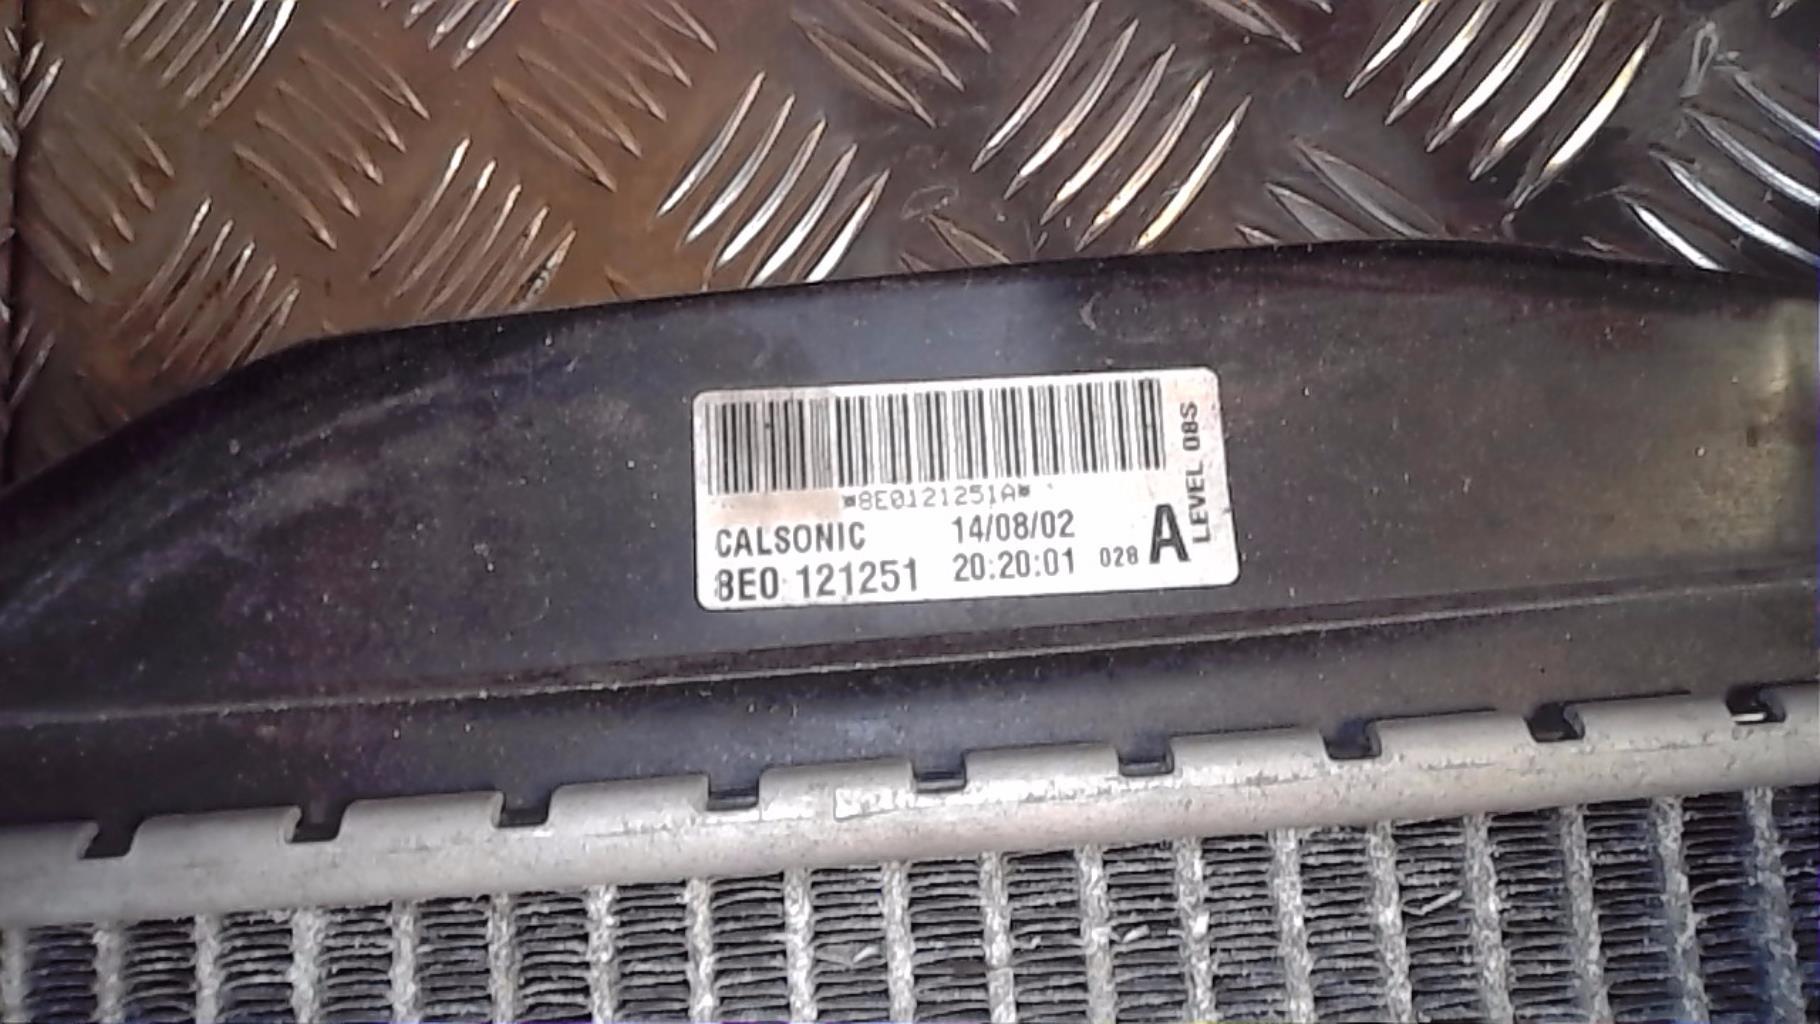 *8E0121251A*
CALSONIC 14/08/02
8E0 121251 20:20:01 028 A
LEVEL 08S